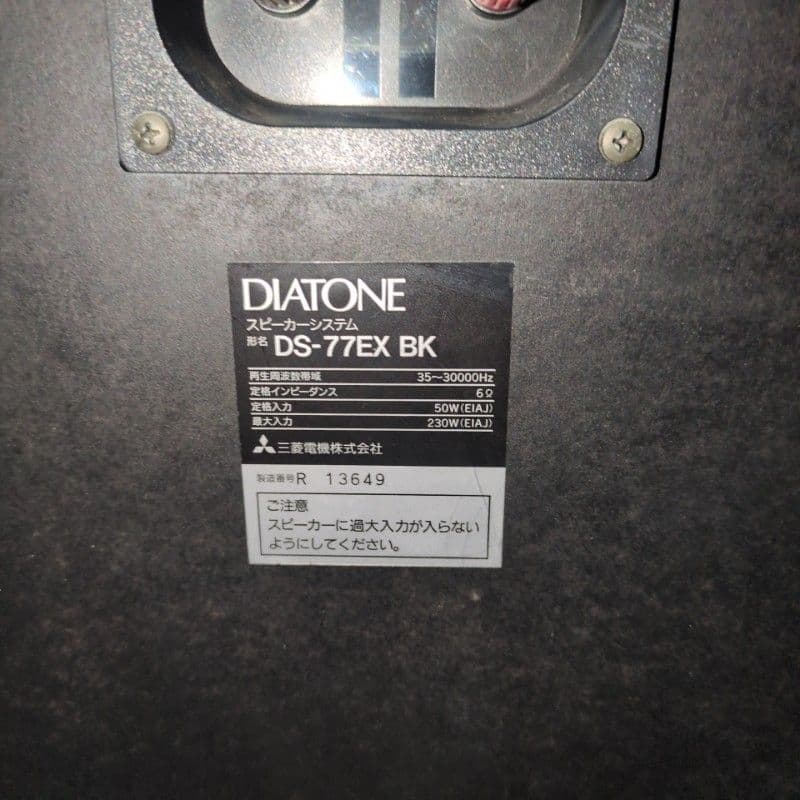 DIATONE
スピーカーシステム
形名 DS-77EX BK
再生周波数帯域 35〜30000Hz
定格インピーダンス 6Ω
定格入力 50W(EIAJ)
最大入力 230W(EIAJ)
三菱電機株式会社
製造番号 R 13649
ご注意
スピーカーに過大入力が入らない
ようにしてください。